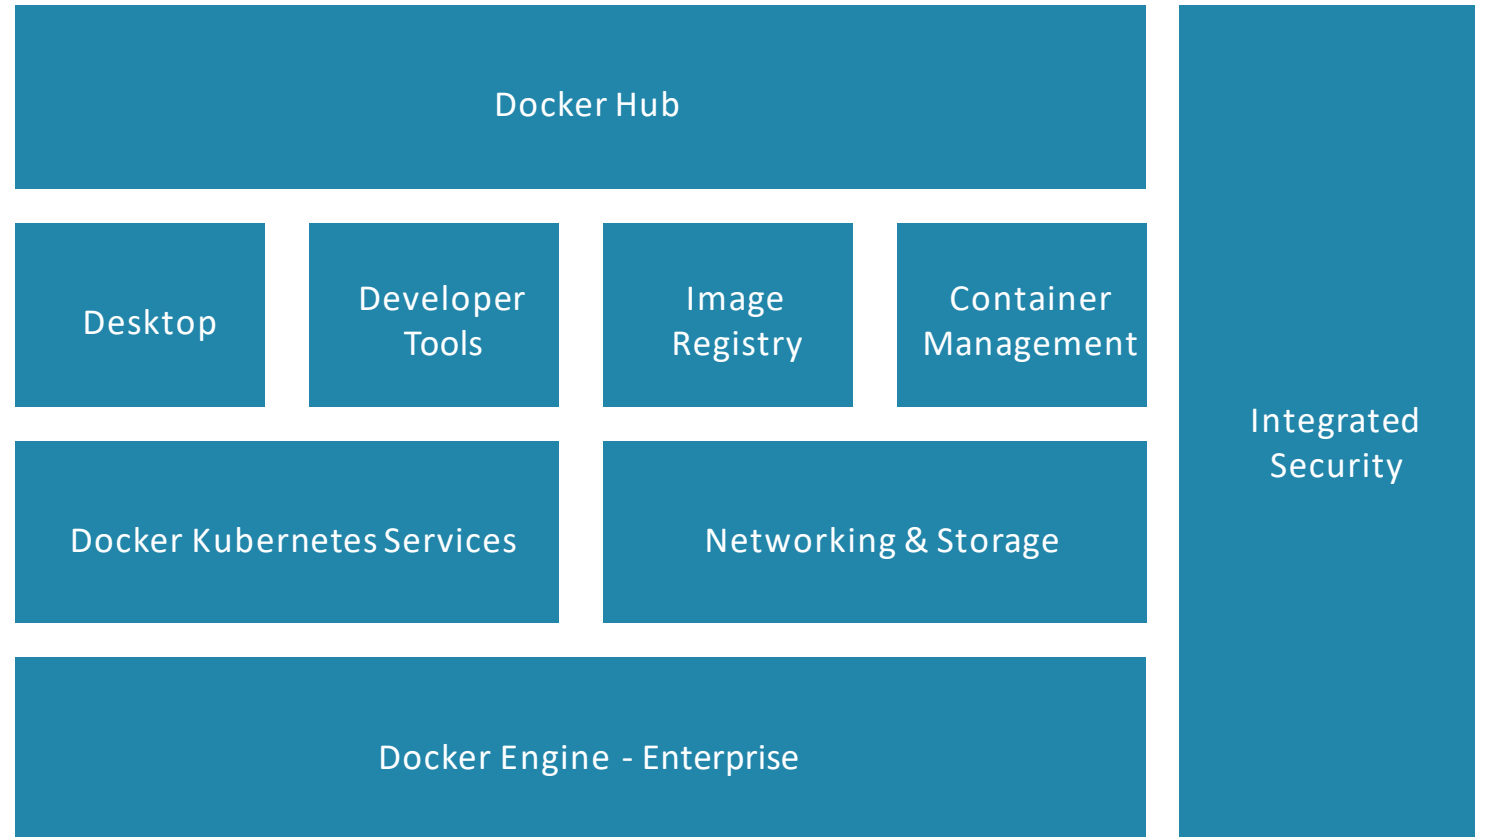 Docker Hub
Desktop
Developer
Tools
Image
Registry
Container
Management
Integrated
Security
Docker Kubernetes Services
Networking & Storage
Docker Engine - Enterprise